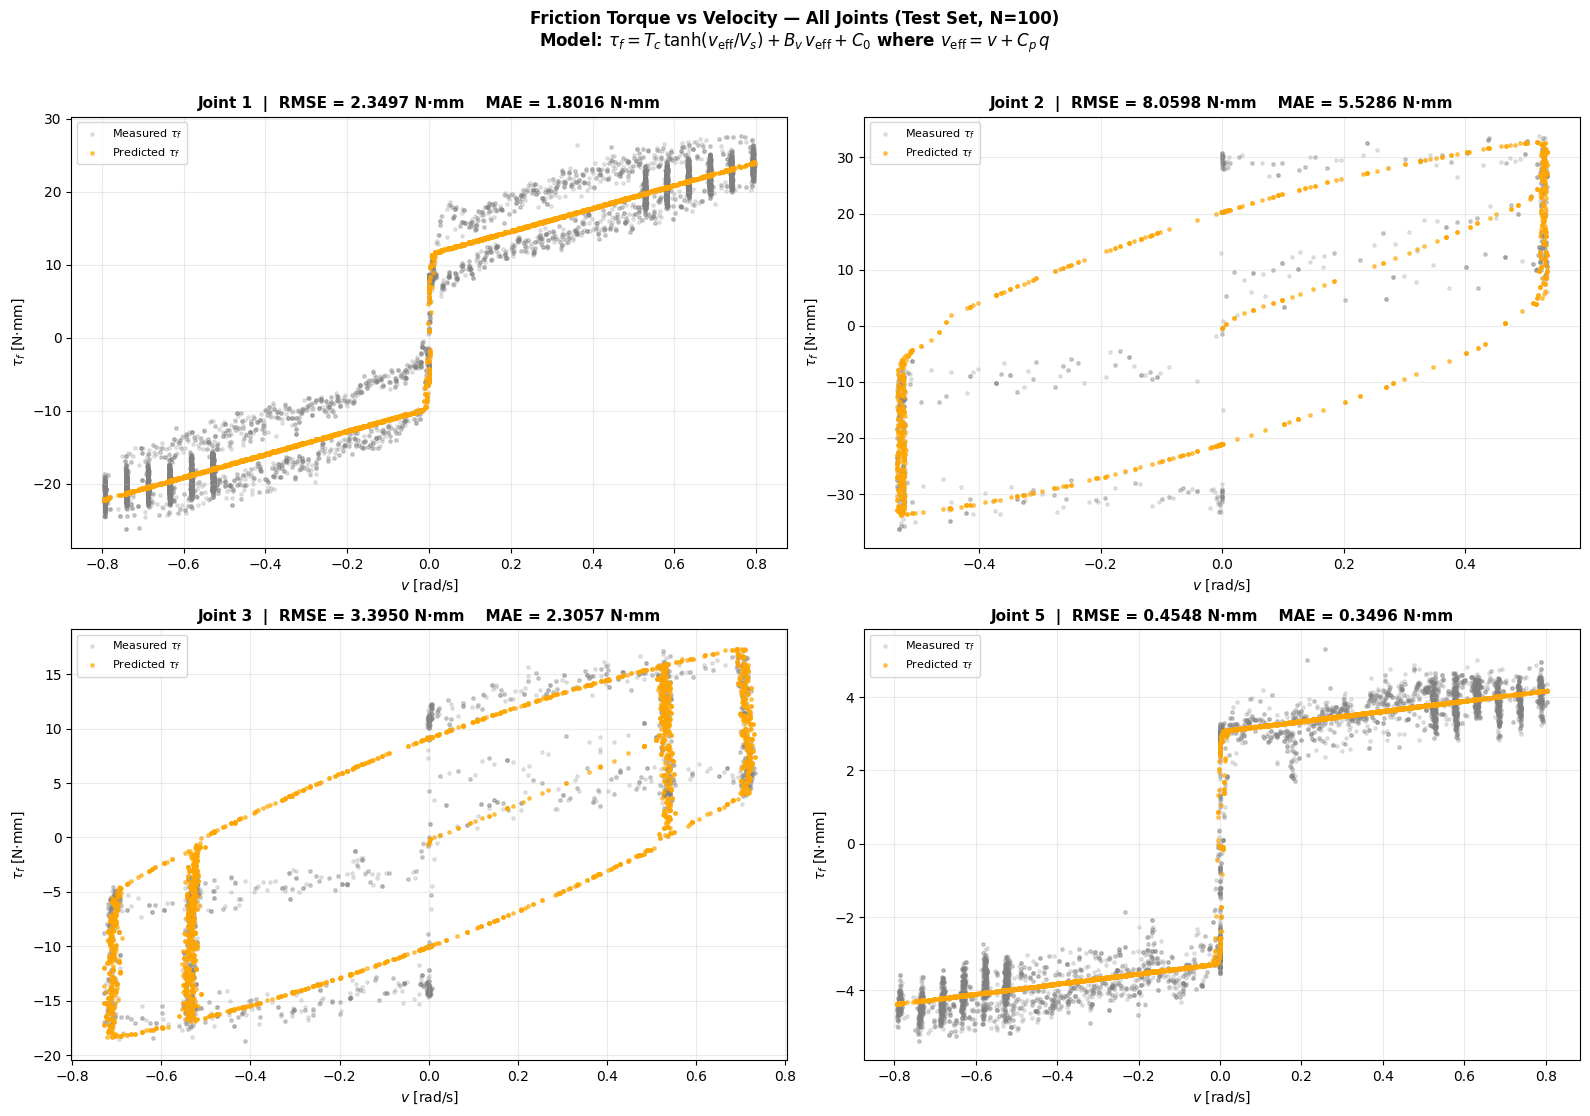 Friction Torque vs Velocity — All Joints (Test Set, N=100)
Model: τ_f = T_c tanh(v_eff/V_s) + B_v v_eff + C_0 where v_eff = v + C_p q
Joint 1 | RMSE = 2.3497 N·mm MAE = 1.8016 N·mm
Measured τ_f
Predicted τ_f
τ_f [N·mm]
30
20
10
0
−10
−20
−0.8 −0.6 −0.4 −0.2 0.0 0.2 0.4 0.6 0.8
v [rad/s]
Joint 2 | RMSE = 8.0598 N·mm MAE = 5.5286 N·mm
Measured τ_f
Predicted τ_f
τ_f [N·mm]
30
20
10
0
−10
−20
−30
−0.4 −0.2 0.0 0.2 0.4
v [rad/s]
Joint 3 | RMSE = 3.3950 N·mm MAE = 2.3057 N·mm
Measured τ_f
Predicted τ_f
τ_f [N·mm]
15
10
5
0
−5
−10
−15
−20
−0.8 −0.6 −0.4 −0.2 0.0 0.2 0.4 0.6 0.8
v [rad/s]
Joint 5 | RMSE = 0.4548 N·mm MAE = 0.3496 N·mm
Measured τ_f
Predicted τ_f
τ_f [N·mm]
4
2
0
−2
−4
−0.8 −0.6 −0.4 −0.2 0.0 0.2 0.4 0.6 0.8
v [rad/s]